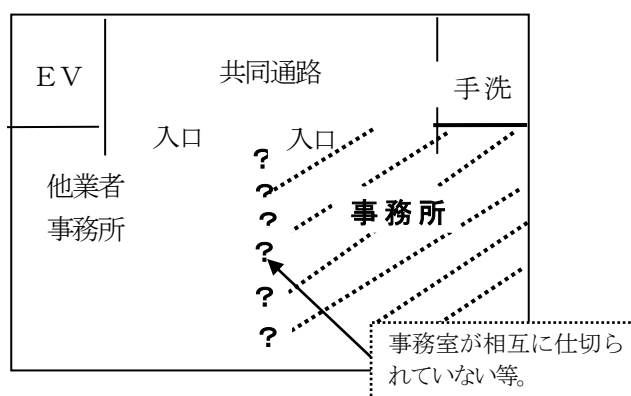 EV
共同通路
手洗
入口
入口
?
?
?
?
?
?
他業者
事務所
事務所
事務室が相互に仕切ら
れていない等。